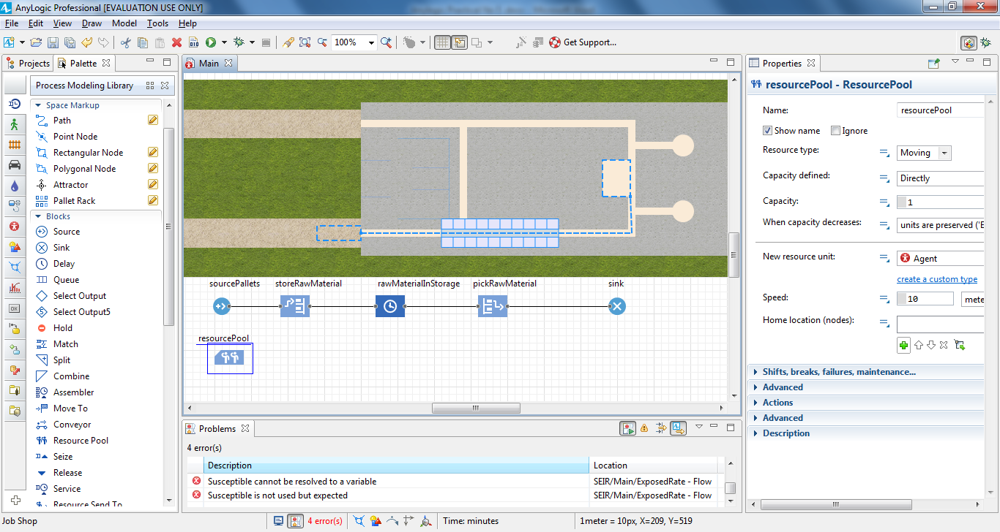 AnyLogic Professional [EVALUATION USE ONLY]
File Edit View Draw Model Tools Help
100% Get Support...
Projects Palette
Process Modeling Library
Space Markup
Path
Point Node
Rectangular Node
Polygonal Node
Attractor
Pallet Rack
Blocks
Source
Sink
Delay
Queue
Select Output
Select Output5
Hold
Match
Split
Combine
Assembler
Move To
Conveyor
Resource Pool
Seize
Release
Service
Resource Send To
Main
sourcePallets storeRawMaterial rawMaterialInStorage pickRawMaterial sink
resourcePool
Problems
4 error(s)
Description Location
Susceptible cannot be resolved to a variable SEIR/Main/ExposedRate - Flow
Susceptible is not used but expected SEIR/Main/ExposedRate - Flow
Properties
resourcePool - ResourcePool
Name: resourcePool
Show name Ignore
Resource type: Moving
Capacity defined: Directly
Capacity: 1
When capacity decreases: units are preserved ('E
New resource unit: Agent
create a custom type
Speed: 10 mete
Home location (nodes):
Shifts, breaks, failures, maintenance...
Advanced
Actions
Advanced
Description
Job Shop 4 error(s) Time: minutes 1meter = 10px, X=209, Y=519